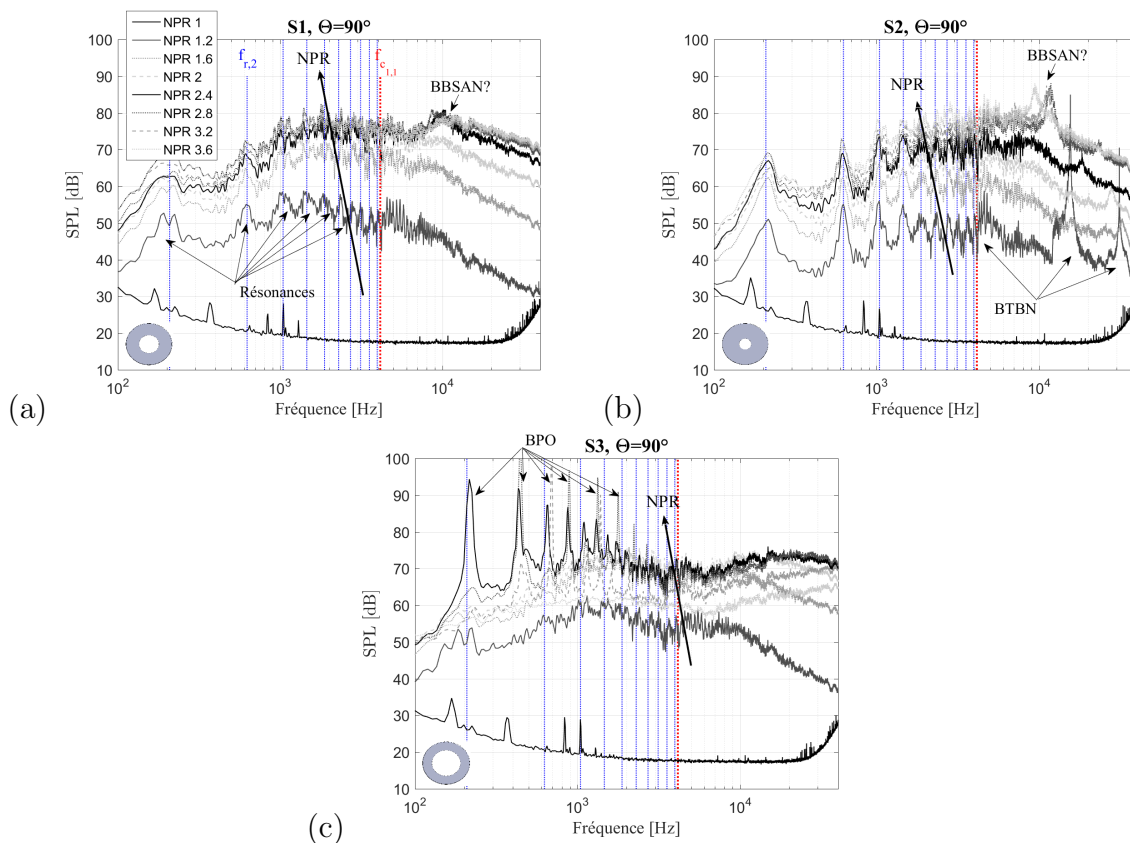 NPR 1
NPR 1.2
NPR 1.6
NPR 2
NPR 2.4
NPR 2.8
NPR 3.2
NPR 3.6
S1, Θ=90°
f_{r,2}
NPR
f_{c_{1,1}}
BBSAN?
Résonances
SPL [dB]
100
90
80
70
60
50
40
30
20
10
10^2
10^3
10^4
Fréquence [Hz]
(a)
S2, Θ=90°
BBSAN?
NPR
BTBN
SPL [dB]
100
90
80
70
60
50
40
30
20
10
10^2
10^3
10^4
Fréquence [Hz]
(b)
S3, Θ=90°
BPO
NPR
SPL [dB]
100
90
80
70
60
50
40
30
20
10
10^2
10^3
10^4
Fréquence [Hz]
(c)